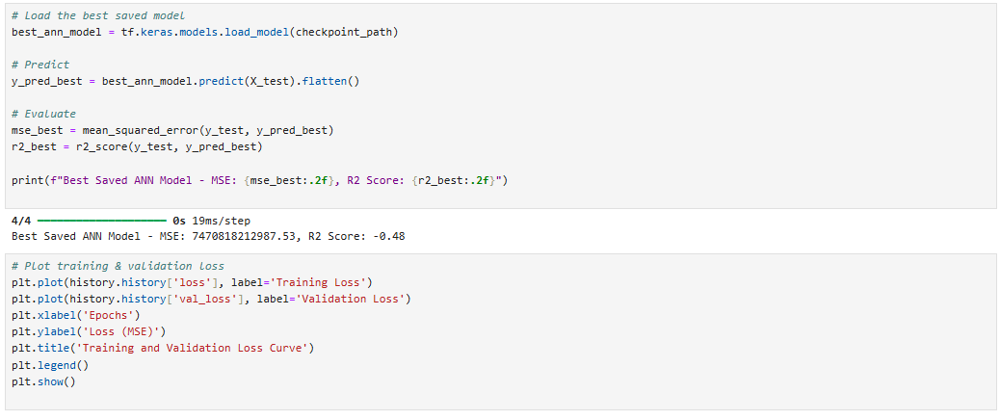 # Load the best saved model
best_ann_model = tf.keras.models.load_model(checkpoint_path)
# Predict
y_pred_best = best_ann_model.predict(X_test).flatten()
# Evaluate
mse_best = mean_squared_error(y_test, y_pred_best)
r2_best = r2_score(y_test, y_pred_best)
print(f"Best Saved ANN Model - MSE: {mse_best:.2f}, R2 Score: {r2_best:.2f}")
4/4 ━━━━━━━━━━━━━━━━━━━━ 0s 19ms/step
Best Saved ANN Model - MSE: 7470818212987.53, R2 Score: -0.48
# Plot training & validation loss
plt.plot(history.history['loss'], label='Training Loss')
plt.plot(history.history['val_loss'], label='Validation Loss')
plt.xlabel('Epochs')
plt.ylabel('Loss (MSE)')
plt.title('Training and Validation Loss Curve')
plt.legend()
plt.show()